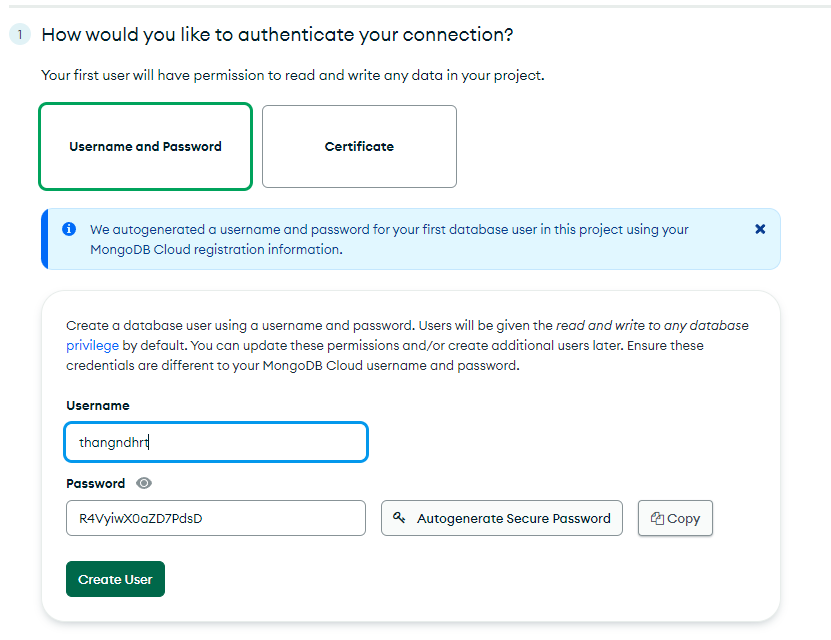 1 How would you like to authenticate your connection?
Your first user will have permission to read and write any data in your project.
Username and Password
Certificate
We autogenerated a username and password for your first database user in this project using your
MongoDB Cloud registration information.
Create a database user using a username and password. Users will be given the read and write to any database
privilege by default. You can update these permissions and/or create additional users later. Ensure these
credentials are different to your MongoDB Cloud username and password.
Username
thangndhrt
Password
R4VyiwX0aZD7PdsD
Autogenerate Secure Password
Copy
Create User